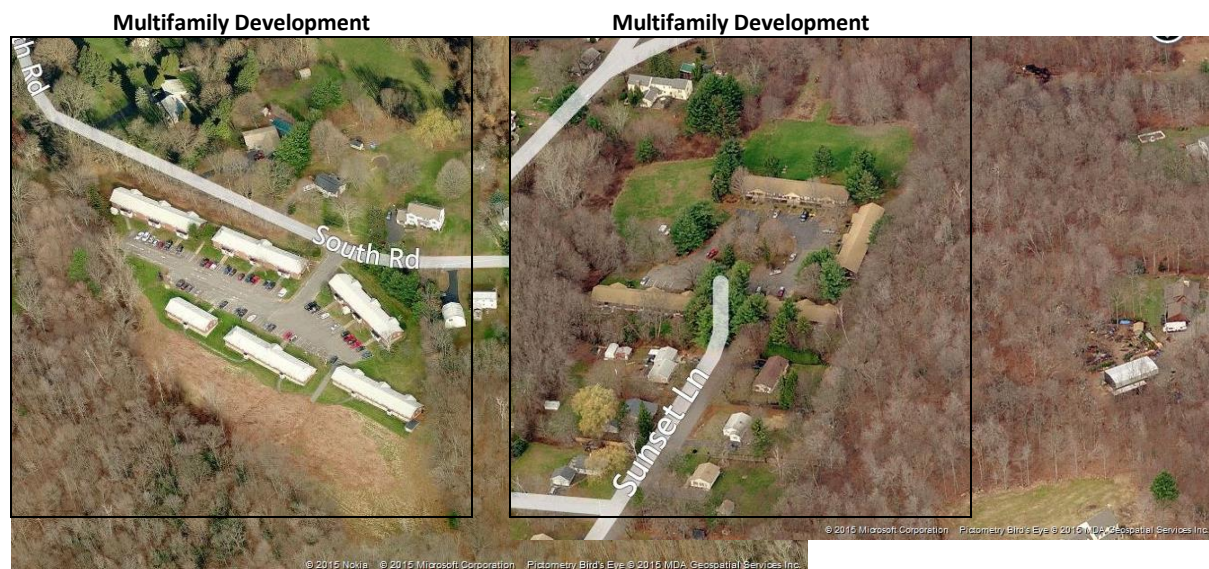 Multifamily Development
Multifamily Development
th Rd
South Rd
Sunset Ln
© 2015 Microsoft Corporation Pictometry Bird's Eye © 2015 MDA Geospatial Services Inc.
© 2015 Nokia © 2015 Microsoft Corporation Pictometry Bird's Eye © 2015 MDA Geospatial Services Inc.